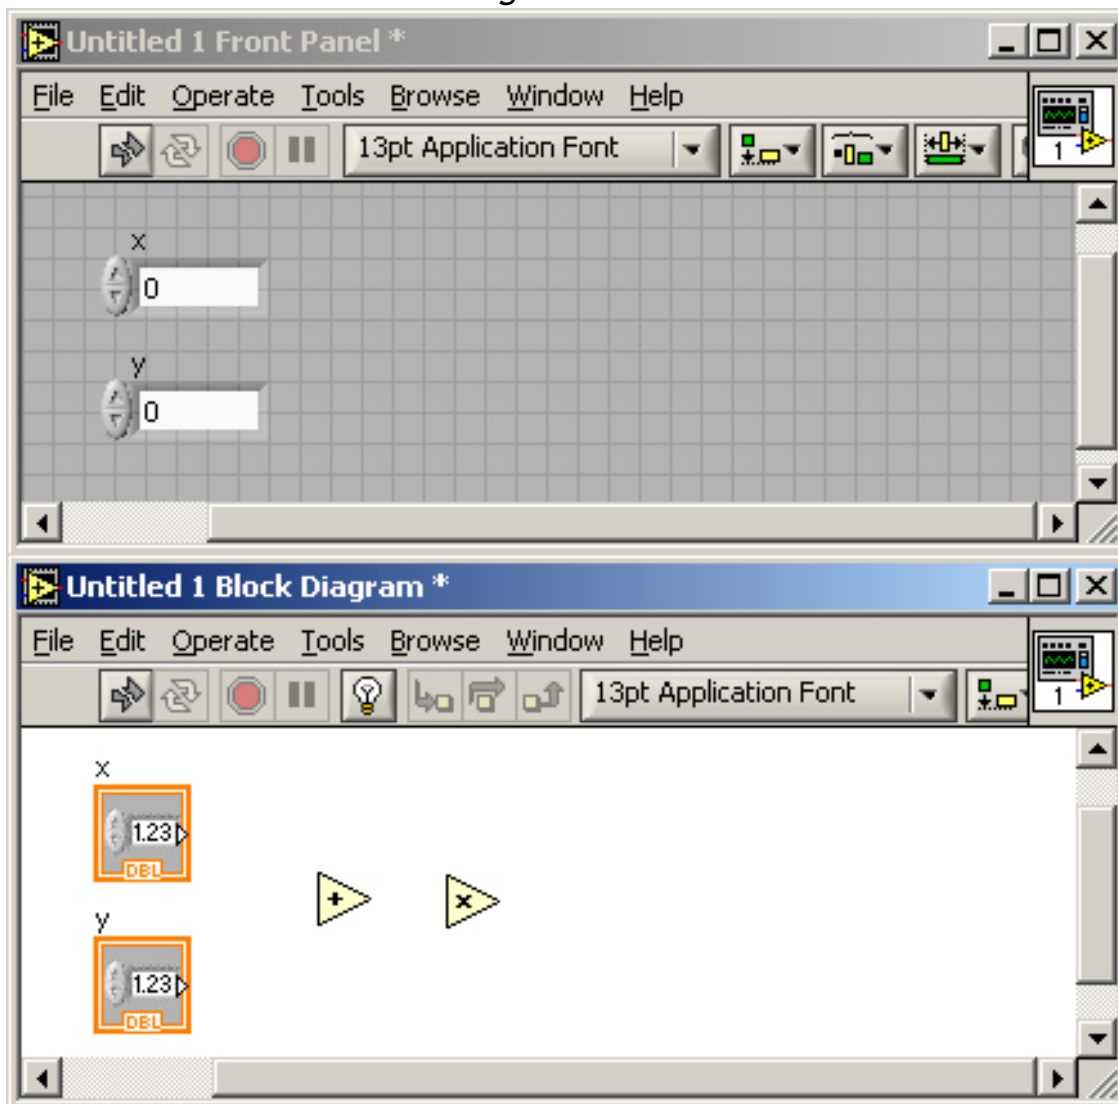 Untitled 1 Front Panel *
File Edit Operate Tools Browse Window Help
13pt Application Font
1
x
0
y
0
Untitled 1 Block Diagram *
File Edit Operate Tools Browse Window Help
13pt Application Font
1
x
1.23
DBL
+ x
y
1.23
DBL